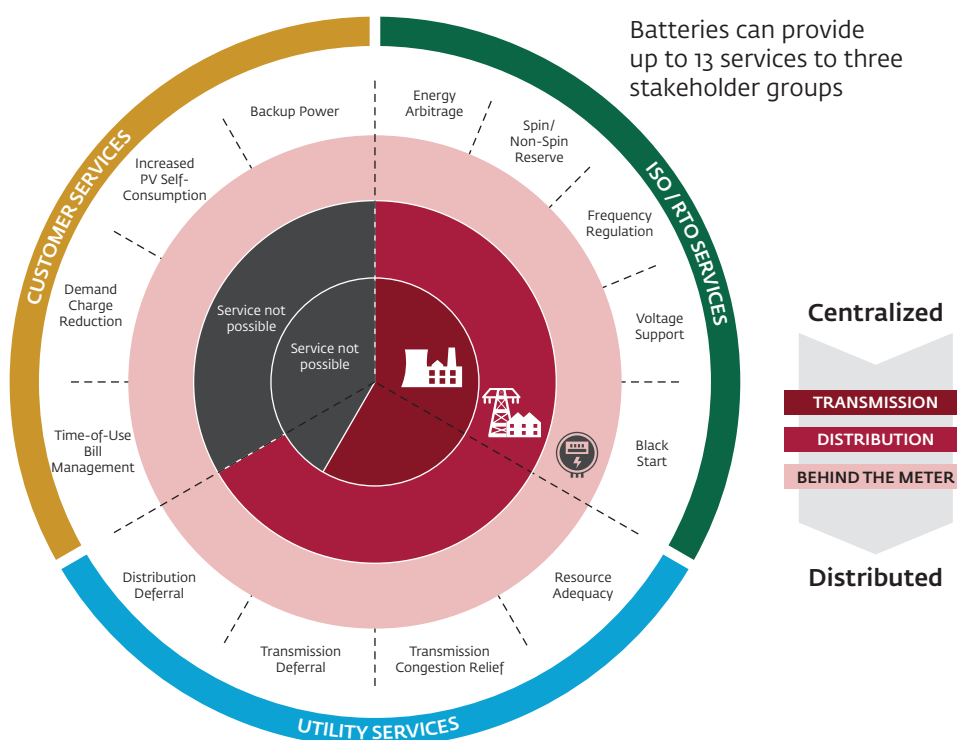 Batteries can provide
up to 13 services to three
stakeholder groups
CUSTOMER SERVICES
ISO / RTO SERVICES
UTILITY SERVICES
Energy
Arbitrage
Spin/
Non-Spin
Reserve
Frequency
Regulation
Voltage
Support
Black
Start
Resource
Adequacy
Transmission
Congestion Relief
Transmission
Deferral
Distribution
Deferral
Time-of-Use
Bill
Management
Demand
Charge
Reduction
Increased
PV Self-
Consumption
Backup Power
Service not
possible
Service not
possible
Centralized
TRANSMISSION
DISTRIBUTION
BEHIND THE METER
Distributed